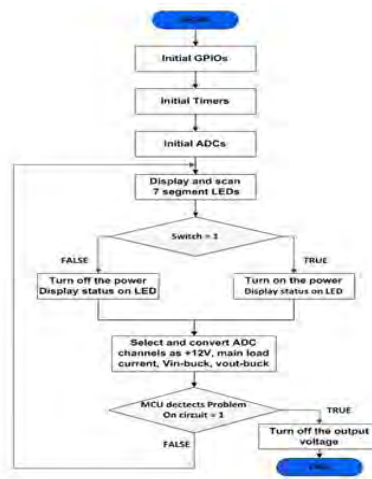 Initial GPIOs
Initial Timers
Initial ADCs
Display and scan
7 segment LEDs
Switch = 1
FALSE
TRUE
Turn off the power
Display status on LED
Turn on the power
Display status on LED
Select and convert ADC
channels as +12V, main load
current, Vin-buck, vout-buck
MCU dectects Problem
On circuit = 1
TRUE
FALSE
Turn off the output
voltage